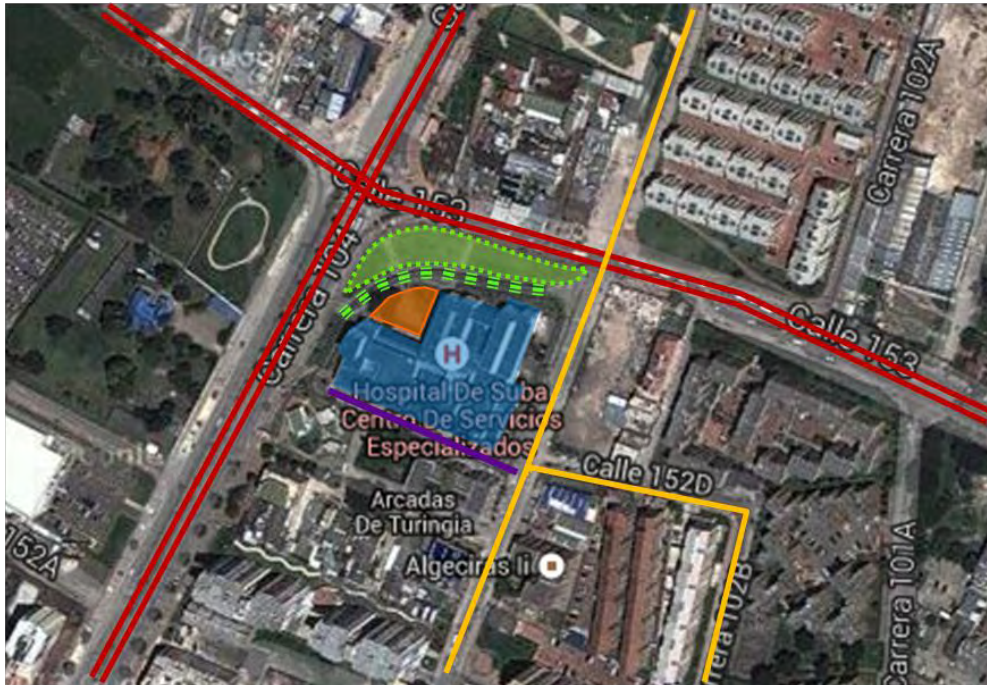 Carrera 102A
Calle 153
Carrera 104
Calle 153
H
Hospital De Suba
Centro De Servicios
Especializados
Calle 152D
Arcadas
De Turingia
Algeciras Ii
152A
rera 102B
Carrera 101A